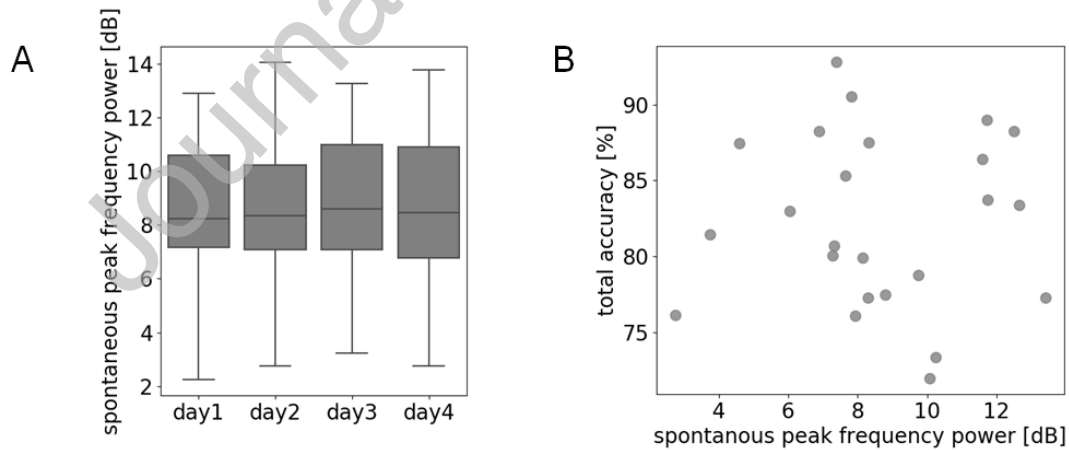 A
spontaneous peak frequency power [dB]
14
12
10
8
6
4
2
day1 day2 day3 day4
Journa
B
total accuracy [%]
90
85
80
75
4 6 8 10 12
spontanous peak frequency power [dB]